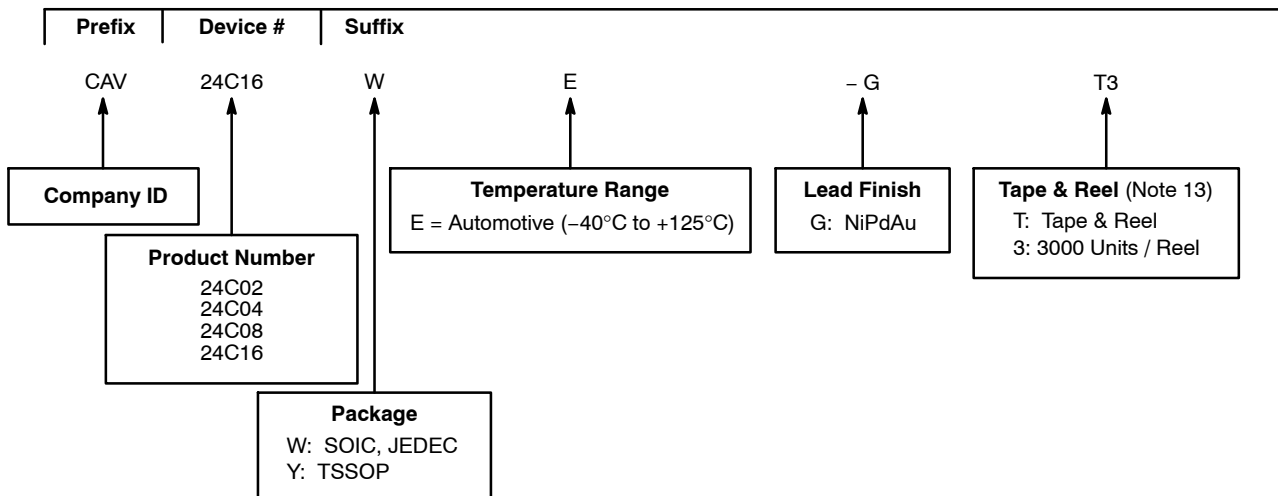 Prefix Device # Suffix
CAV 24C16 W E – G T3
Company ID
Product Number
24C02
24C04
24C08
24C16
Package
W: SOIC, JEDEC
Y: TSSOP
Temperature Range
E = Automotive (−40°C to +125°C)
Lead Finish
G: NiPdAu
Tape & Reel (Note 13)
T: Tape & Reel
3: 3000 Units / Reel